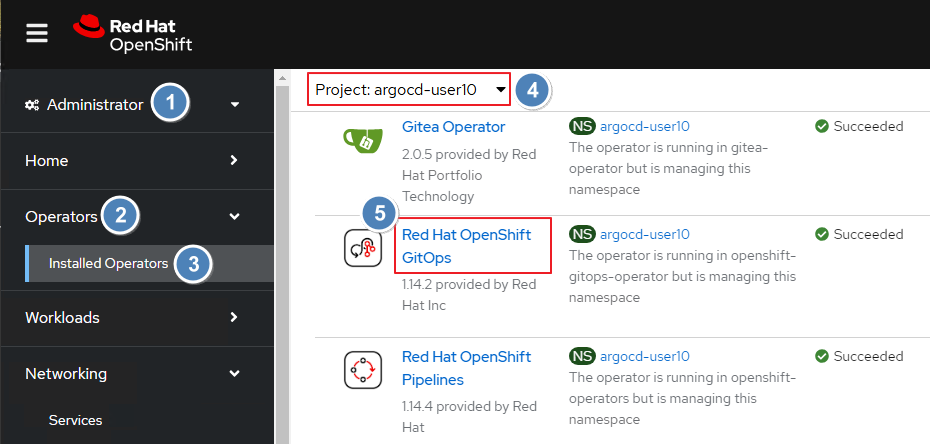 Red Hat
OpenShift
Administrator 1
Home
Operators 2
Installed Operators 3
Workloads
Networking
Services
Project: argocd-user10 4
Gitea Operator
2.0.5 provided by Red
Hat Portfolio
Technology
NS argocd-user10
The operator is running in gitea-
operator but is managing this
namespace
Succeeded
5
Red Hat OpenShift
GitOps
1.14.2 provided by Red
Hat Inc
NS argocd-user10
The operator is running in openshift-
gitops-operator but is managing this
namespace
Succeeded
Red Hat OpenShift
Pipelines
1.14.4 provided by Red
Hat
NS argocd-user10
The operator is running in openshift-
operators but is managing this
namespace
Succeeded